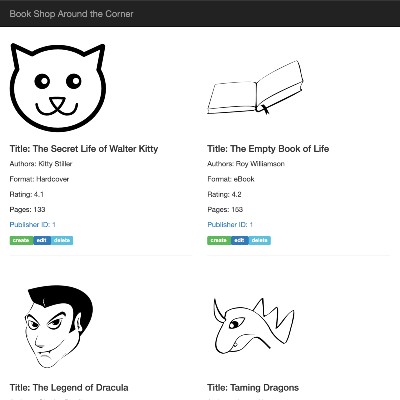 Book Shop Around the Corner
Title: The Secret Life of Walter Kitty
Authors: Kitty Stiller
Format: Hardcover
Rating: 4.1
Pages: 133
Publisher ID: 1
create edit delete
Title: The Empty Book of Life
Authors: Roy Williamson
Format: eBook
Rating: 4.2
Pages: 153
Publisher ID: 1
create edit delete
Title: The Legend of Dracula
Title: Taming Dragons